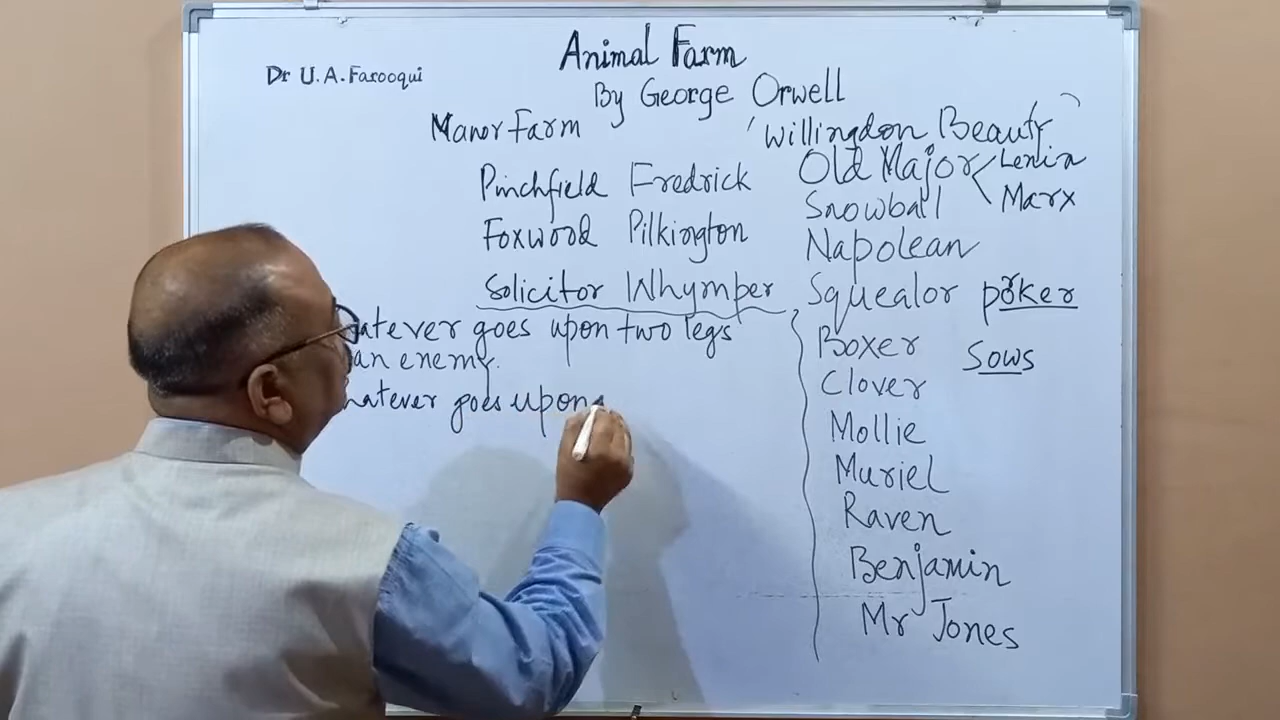 Animal Farm
Dr U.A. Farooqui
By George Orwell
Manor Farm
'Willingdon Beauty'
Pinchfield Fredrick
Foxwood Pilkington
Solicitor Whymper
Old Major Lenin
Marx
Snowball
Napolean
Squealor porker
Boxer
Sows
Clover
Mollie
Muriel
Raven
Benjamin
Mr Jones
atever goes upon two legs
an enemy.
hatever goes upon